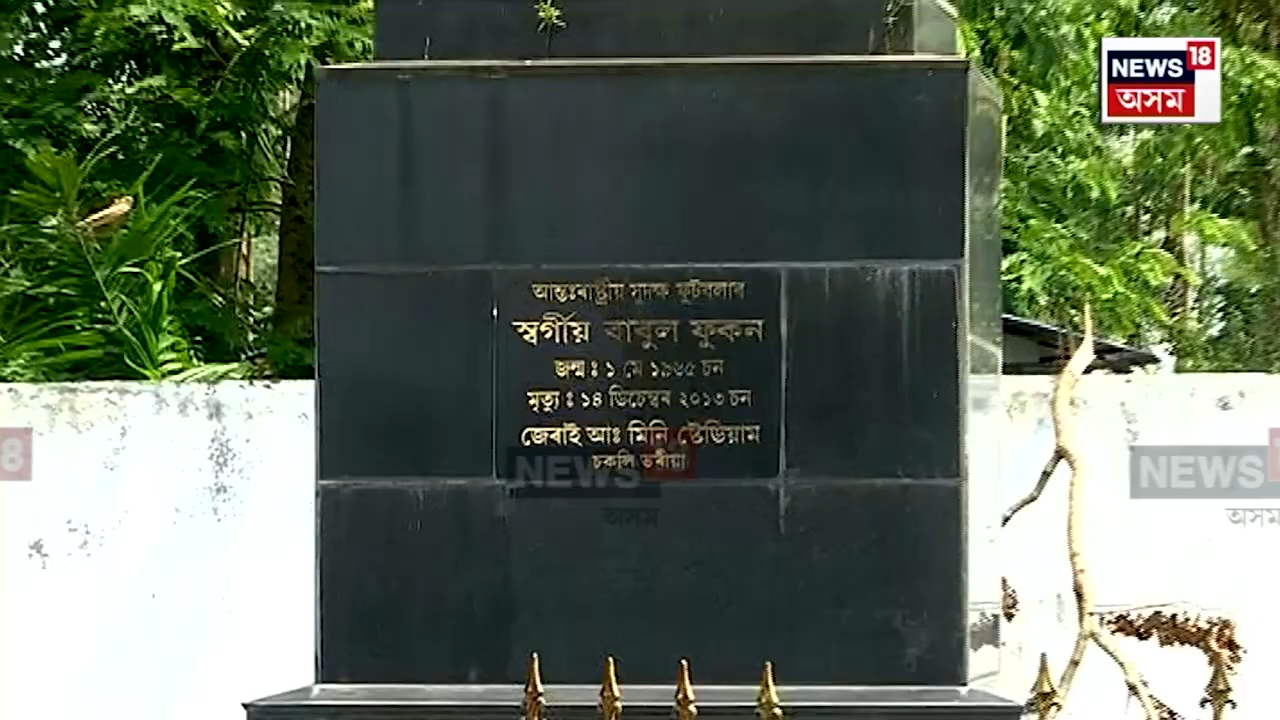 NEWS 18
অসম
আন্তঃৰাষ্ট্ৰীয় সুদক্ষ ফুটবলাৰ
স্বৰ্গীয় বাবুল ফুকন
জন্ম ঃ ১ মে ১৯৬৫ চন
মৃত্যু ঃ ১৪ ডিচেম্বৰ ২০১৩ চন
জেৰাই আঃ মিনি ষ্টেডিয়াম
চকলি ভৰীয়া
8
NEWS
অসম
NEWS
অসম